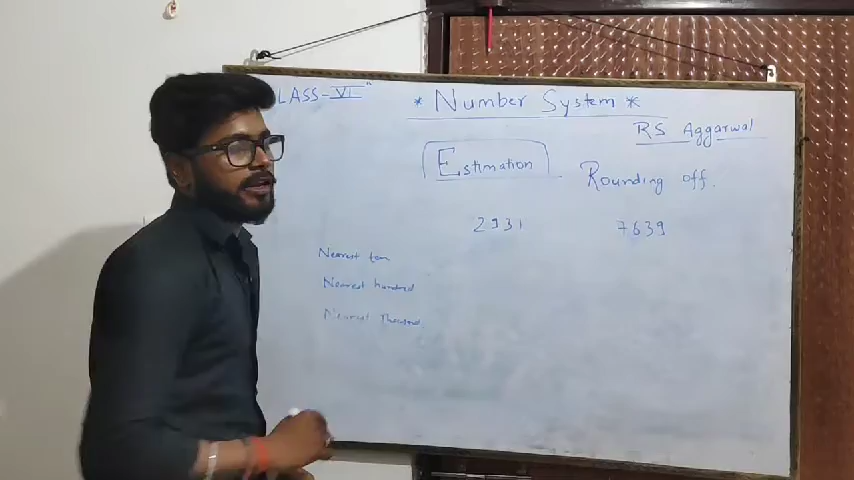 LASS-VI"
* Number System *
RS Aggarwal
Estimation
Rounding off.
2931
7639
Nearest ten
Nearest hundred
Nearest Thousand